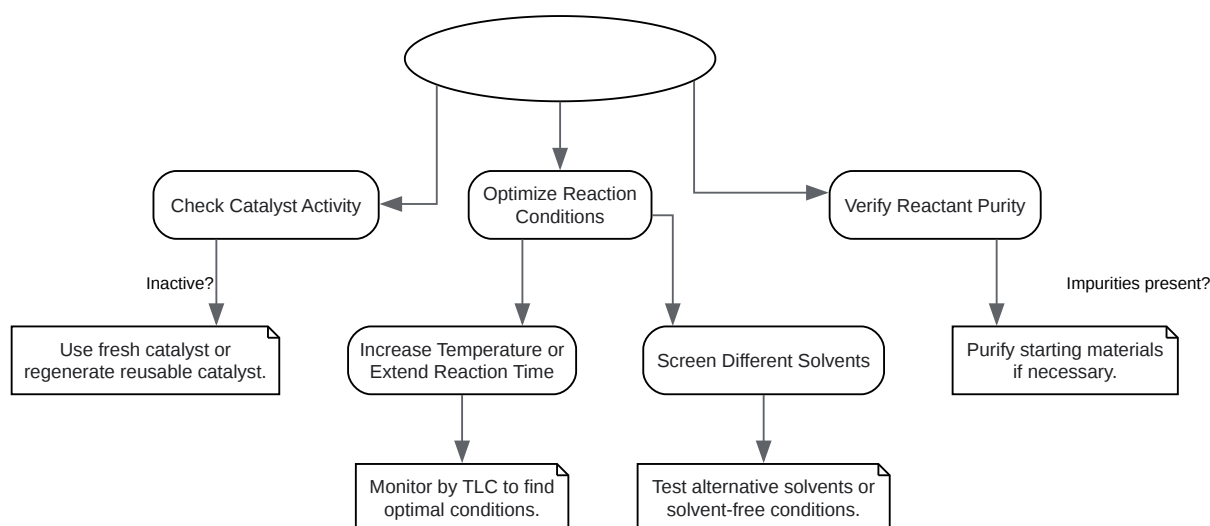 Check Catalyst Activity
Optimize Reaction
Conditions
Verify Reactant Purity
Inactive?
Impurities present?
Use fresh catalyst or
regenerate reusable catalyst.
Increase Temperature or
Extend Reaction Time
Screen Different Solvents
Purify starting materials
if necessary.
Monitor by TLC to find
optimal conditions.
Test alternative solvents or
solvent-free conditions.